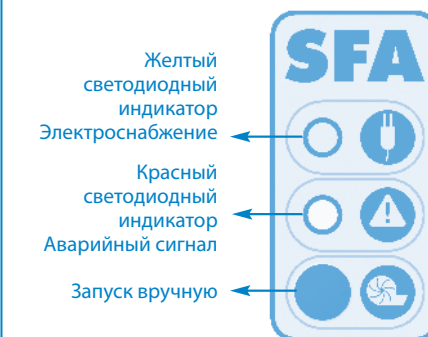 SFA
Желтый
светодиодный
индикатор
Электроснабжение
Красный
светодиодный
индикатор
Аварийный сигнал
Запуск вручную